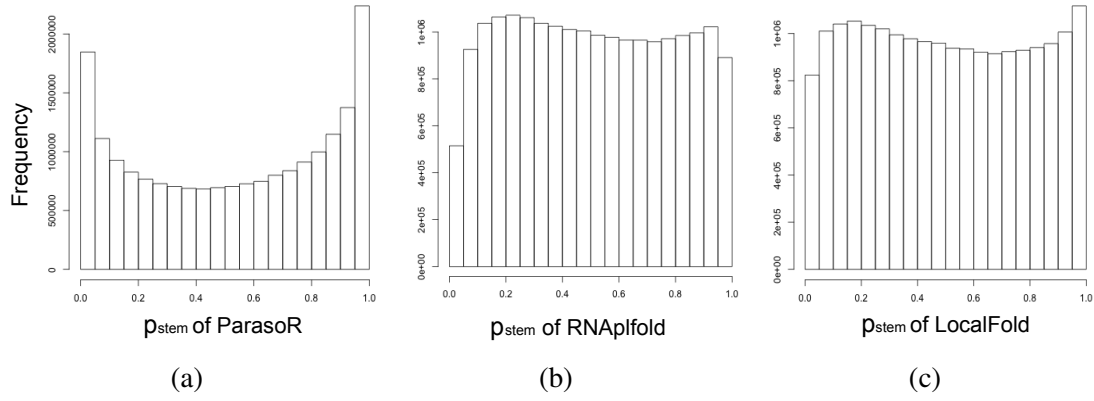 Frequency
2000000
1500000
1000000
500000
0
0.0 0.2 0.4 0.6 0.8 1.0
pstem of ParasoR
(a)
1e+06
8e+05
6e+05
4e+05
2e+05
0e+00
0.0 0.2 0.4 0.6 0.8 1.0
pstem of RNAplfold
(b)
1e+06
8e+05
6e+05
4e+05
2e+05
0e+00
0.0 0.2 0.4 0.6 0.8 1.0
pstem of LocalFold
(c)